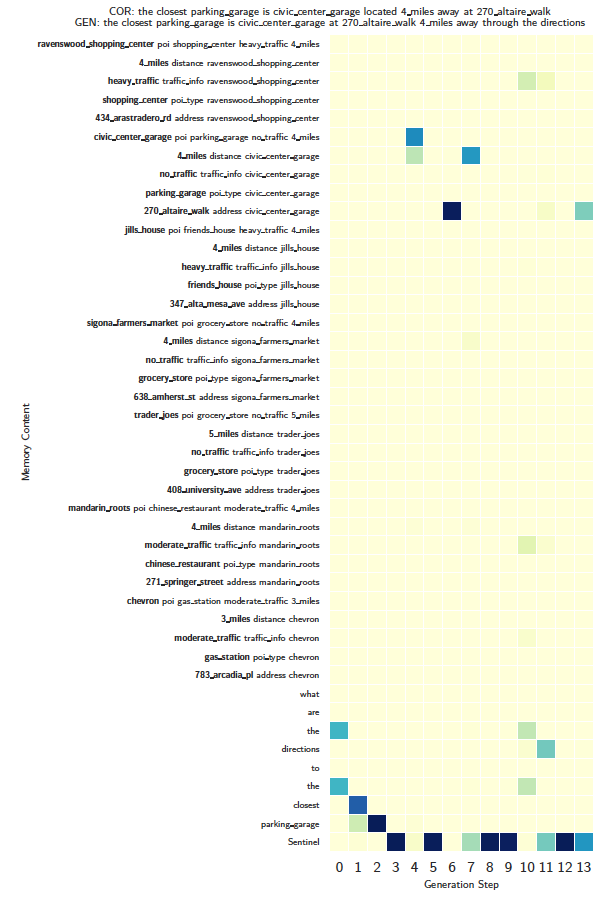 COR: the closest parking_garage is civic_center_garage located 4_miles away at 270_altaire_walk
GEN: the closest parking_garage is civic_center_garage at 270_altaire_walk 4_miles away through the directions
ravenswood_shopping_center poi shopping_center heavy_traffic 4_miles
4_miles distance ravenswood_shopping_center
heavy_traffic traffic_info ravenswood_shopping_center
shopping_center poi_type ravenswood_shopping_center
434_arastradero_rd address ravenswood_shopping_center
civic_center_garage poi parking_garage no_traffic 4_miles
4_miles distance civic_center_garage
no_traffic traffic_info civic_center_garage
parking_garage poi_type civic_center_garage
270_altaire_walk address civic_center_garage
jills_house poi friends_house heavy_traffic 4_miles
4_miles distance jills_house
heavy_traffic traffic_info jills_house
friends_house poi_type jills_house
347_alta_mesa_ave address jills_house
sigona_farmers_market poi grocery_store no_traffic 4_miles
4_miles distance sigona_farmers_market
no_traffic traffic_info sigona_farmers_market
grocery_store poi_type sigona_farmers_market
638_amherst_st address sigona_farmers_market
trader_joes poi grocery_store no_traffic 5_miles
5_miles distance trader_joes
no_traffic traffic_info trader_joes
grocery_store poi_type trader_joes
408_university_ave address trader_joes
mandarin_roots poi chinese_restaurant moderate_traffic 4_miles
4_miles distance mandarin_roots
moderate_traffic traffic_info mandarin_roots
chinese_restaurant poi_type mandarin_roots
271_springer_street address mandarin_roots
chevron poi gas_station moderate_traffic 3_miles
3_miles distance chevron
moderate_traffic traffic_info chevron
gas_station poi_type chevron
783_arcadia_pl address chevron
what
are
the
directions
to
the
closest
parking_garage
Sentinel
0 1 2 3 4 5 6 7 8 9 10 11 12 13
Generation Step
Memory Content